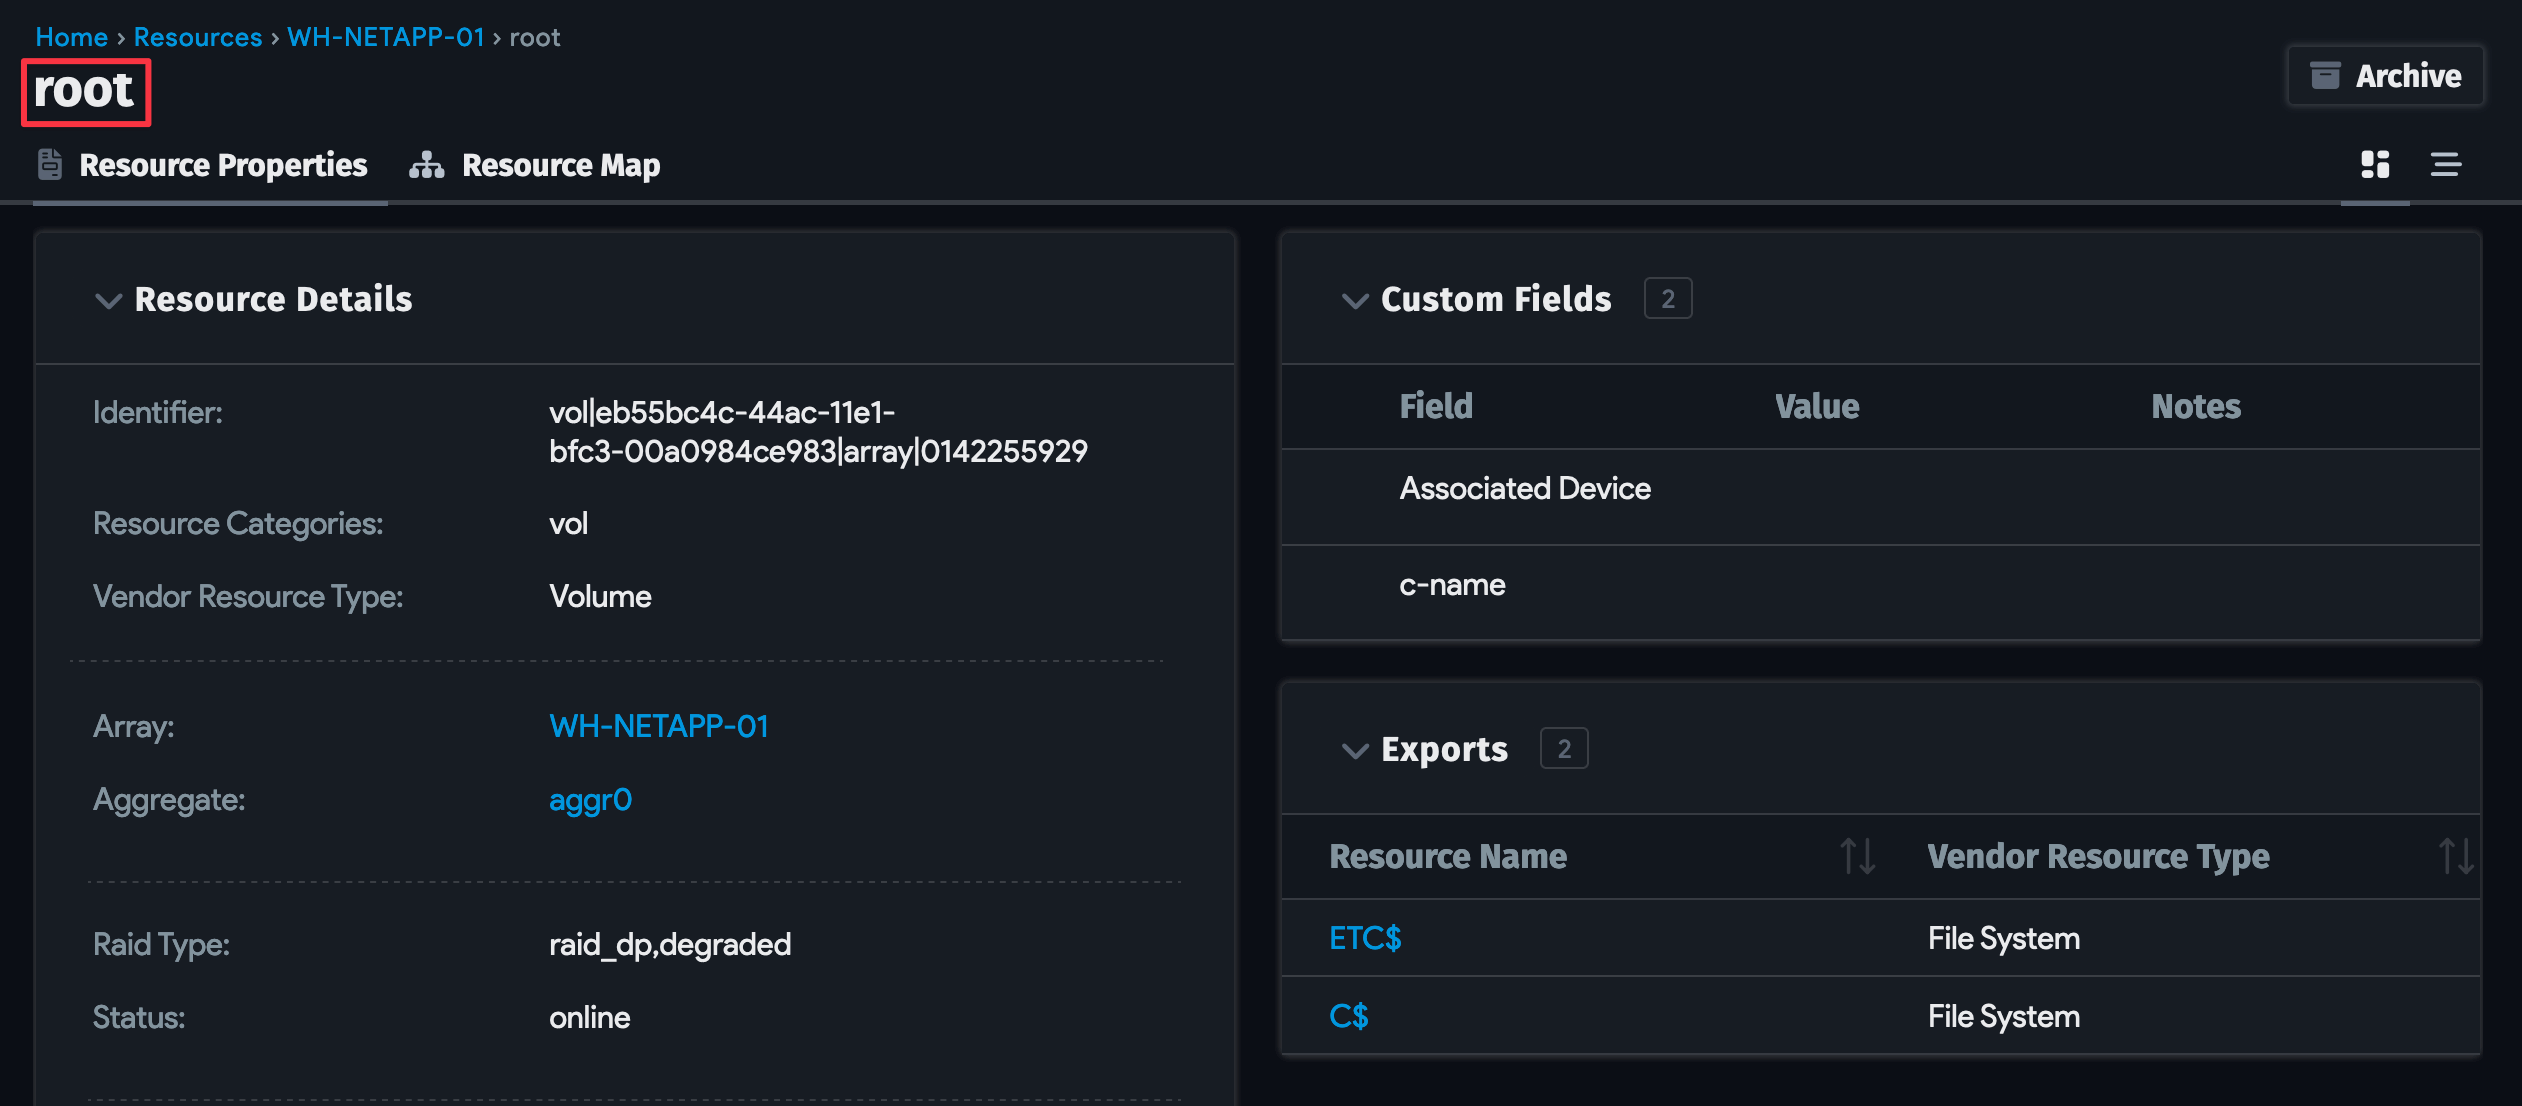 Home › Resources › WH-NETAPP-01 › root
root
Archive
Resource Properties
Resource Map
Resource Details
Identifier:
vol|eb55bc4c-44ac-11e1-
bfc3-00a0984ce983|array|0142255929
Resource Categories:
vol
Vendor Resource Type:
Volume
Array:
WH-NETAPP-01
Aggregate:
aggr0
Raid Type:
raid_dp,degraded
Status:
online
Custom Fields 2
Field Value Notes
Associated Device
c-name
Exports 2
Resource Name Vendor Resource Type
ETC$ File System
C$ File System